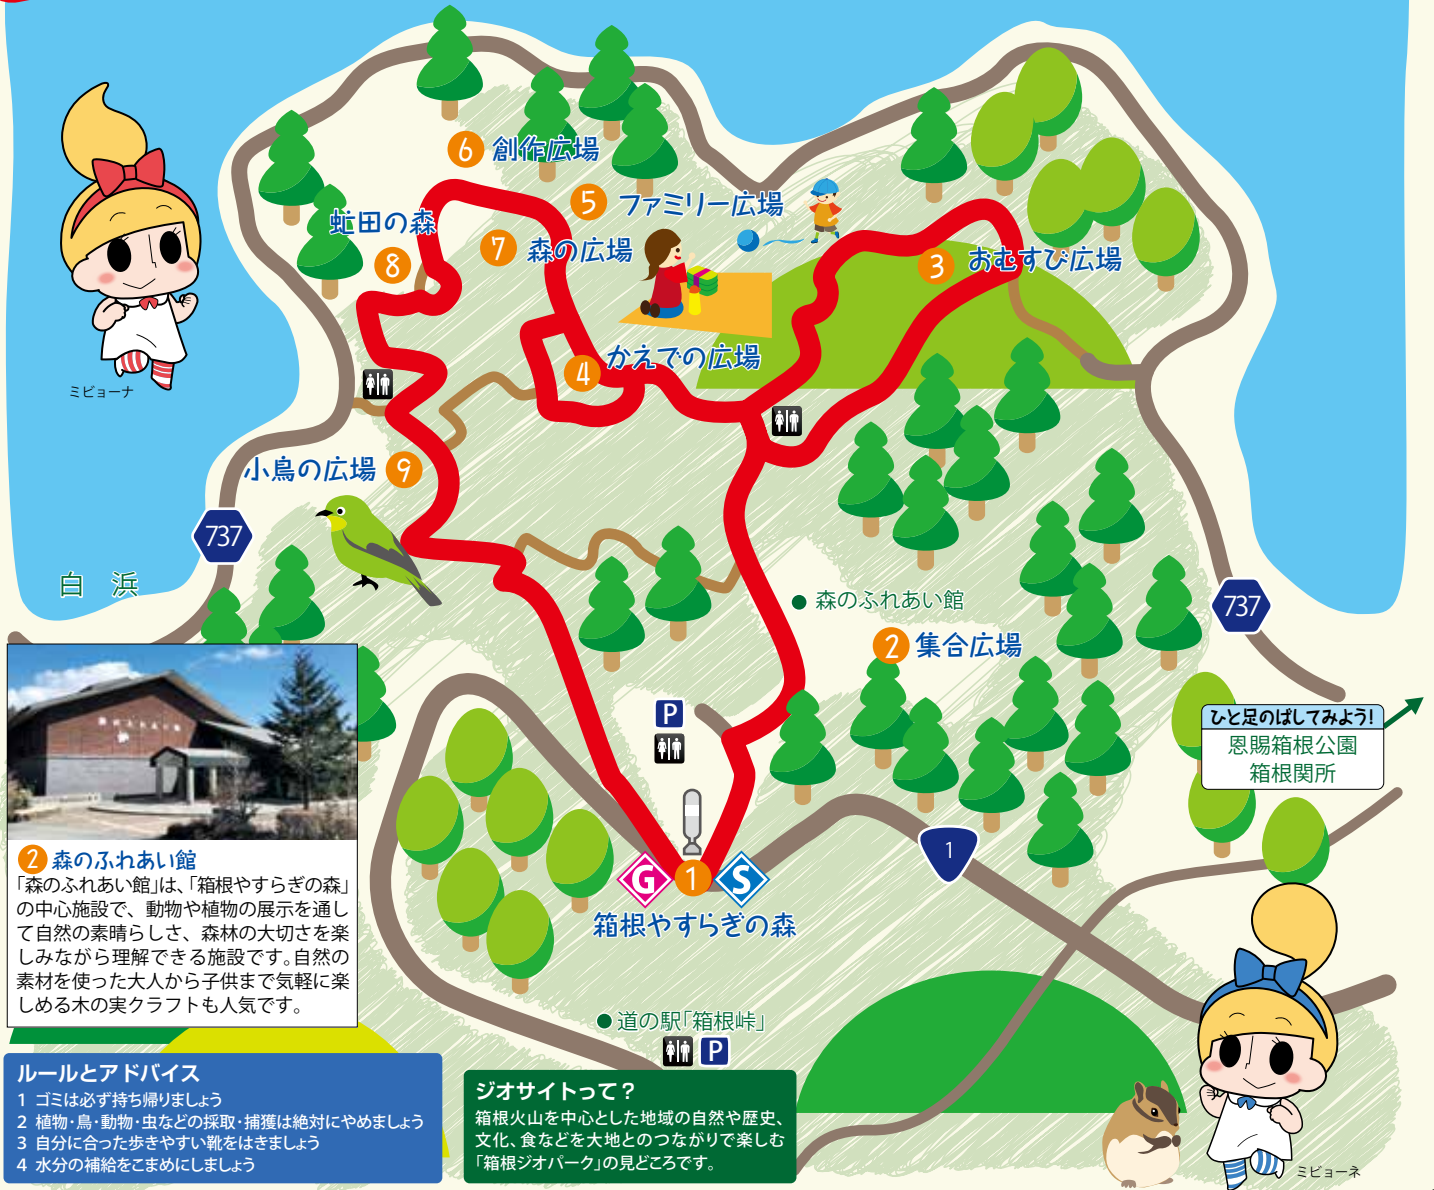 6 創作広場
5 ファミリー広場
虻田の森
8
7 森の広場
3 おむすび広場
4 かえでの広場
ミビョーナ
小鳥の広場 9
737
白 浜
森のふれあい館
2 集合広場
737
P
ひと足のばしてみよう!
恩賜箱根公園
箱根関所
1
G 1 S
箱根やすらぎの森
2 森のふれあい館
「森のふれあい館」は、「箱根やすらぎの森」
の中心施設で、動物や植物の展示を通し
て自然の素晴らしさ、森林の大切さを楽
しみながら理解できる施設です。自然の
素材を使った大人から子供まで気軽に楽
しめる木の実クラフトも人気です。
道の駅「箱根峠」
P
ルールとアドバイス
1 ゴミは必ず持ち帰りましょう
2 植物・鳥・動物・虫などの採取・捕獲は絶対にやめましょう
3 自分に合った歩きやすい靴をはきましょう
4 水分の補給をこまめにしましょう
ジオサイトって？
箱根火山を中心とした地域の自然や歴史、
文化、食などを大地とのつながりで楽しむ
「箱根ジオパーク」の見どころです。
ミビョーネ